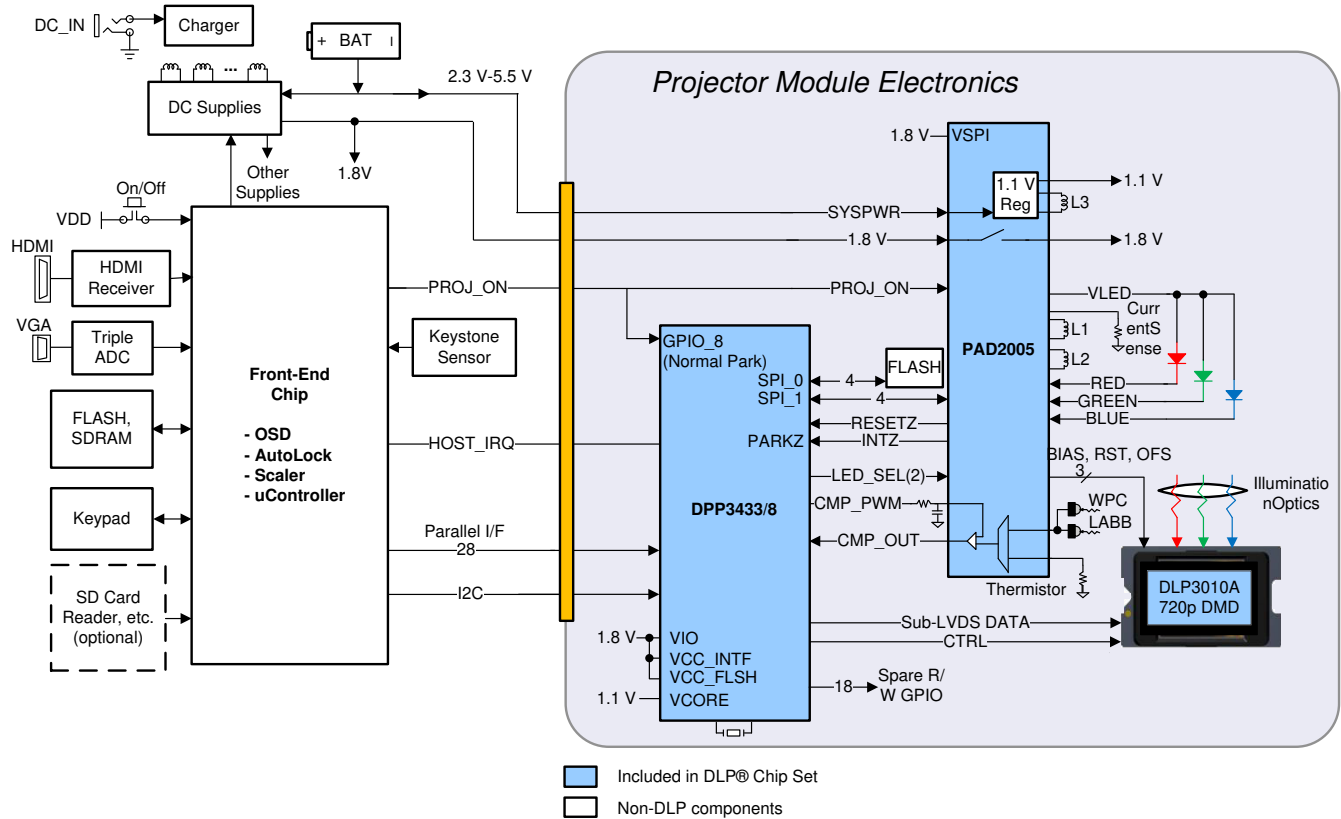 DC_IN
Charger
+ BAT
DC Supplies
2.3 V-5.5 V
Other
Supplies
1.8V
Projector Module Electronics
1.8 V
VSPI
1.1 V
Reg
1.1 V
L3
SYSPWR
1.8 V
1.8 V
On/Off
VDD
HDMI
HDMI
Receiver
VGA
Triple
ADC
FLASH,
SDRAM
Keypad
SD Card
Reader, etc.
(optional)
Front-End
Chip
- OSD
- AutoLock
- Scaler
- uController
PROJ_ON
Keystone
Sensor
HOST_IRQ
Parallel I/F
28
I2C
PROJ_ON
GPIO_8
(Normal Park)
SPI_0
4
FLASH
SPI_1
4
RESETZ
PARKZ
INTZ
LED_SEL(2)
DPP3433/8
CMP_PWM
CMP_OUT
PAD2005
VLED
Curr
entS
ense
L1
L2
RED
GREEN
BLUE
BIAS, RST, OFS
3
WPC
LABB
Thermistor
Illuminatio
nOptics
DLP3010A
720p DMD
Sub-LVDS DATA
CTRL
1.8 V
VIO
VCC_INTF
VCC_FLSH
1.1 V
VCORE
18
Spare R/
W GPIO
Included in DLP® Chip Set
Non-DLP components